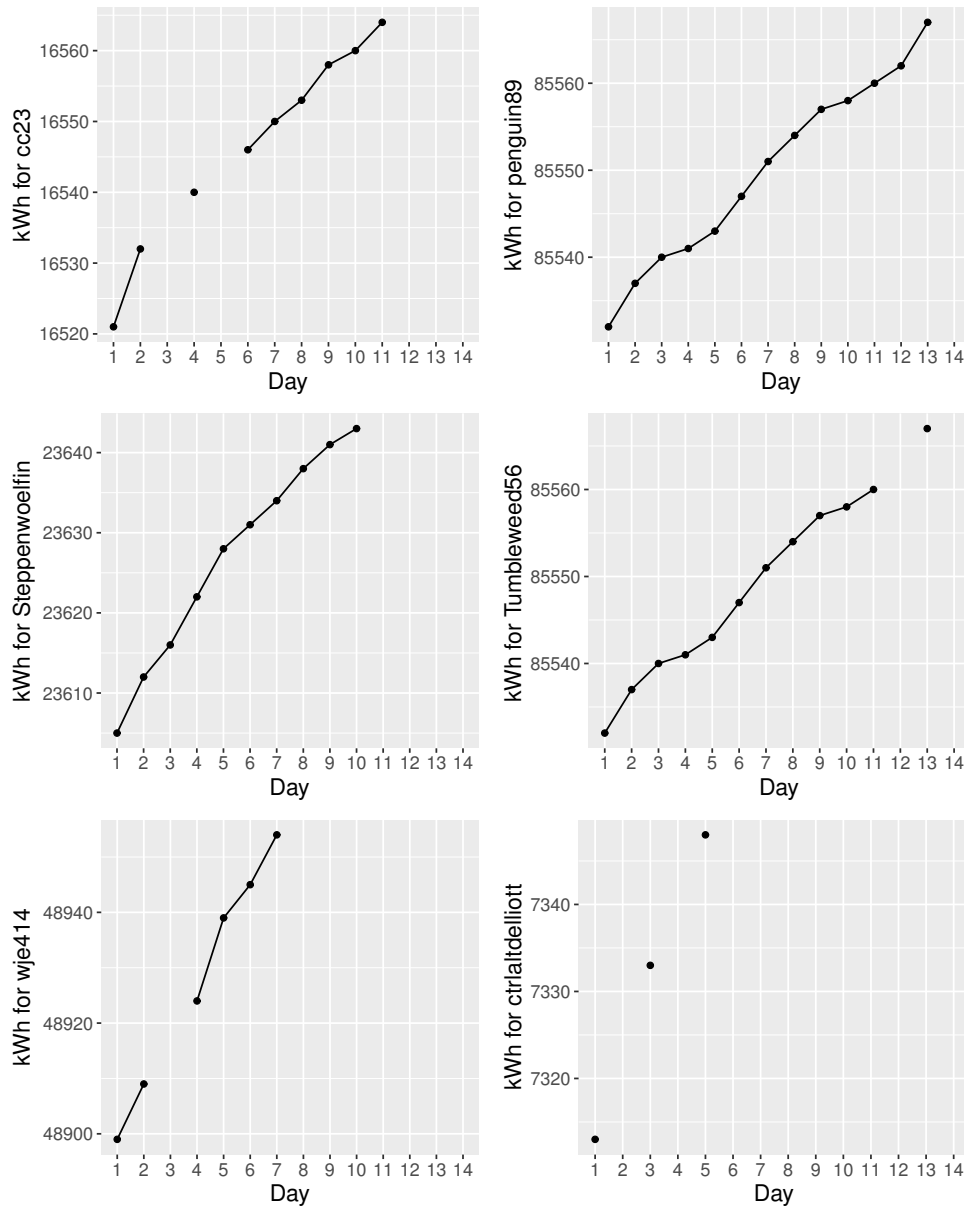 kWh for cc23
16560
16550
16540
16530
16520
1 2 3 4 5 6 7 8 9 10 11 12 13 14
Day
kWh for penguin89
85560
85550
85540
1 2 3 4 5 6 7 8 9 10 11 12 13 14
Day
kWh for Steppenwoelfin
23640
23630
23620
23610
1 2 3 4 5 6 7 8 9 10 11 12 13 14
Day
kWh for Tumbleweed56
85560
85550
85540
1 2 3 4 5 6 7 8 9 10 11 12 13 14
Day
kWh for wje414
48940
48920
48900
1 2 3 4 5 6 7 8 9 10 11 12 13 14
Day
kWh for ctrlaltdelliott
7340
7330
7320
1 2 3 4 5 6 7 8 9 10 11 12 13 14
Day